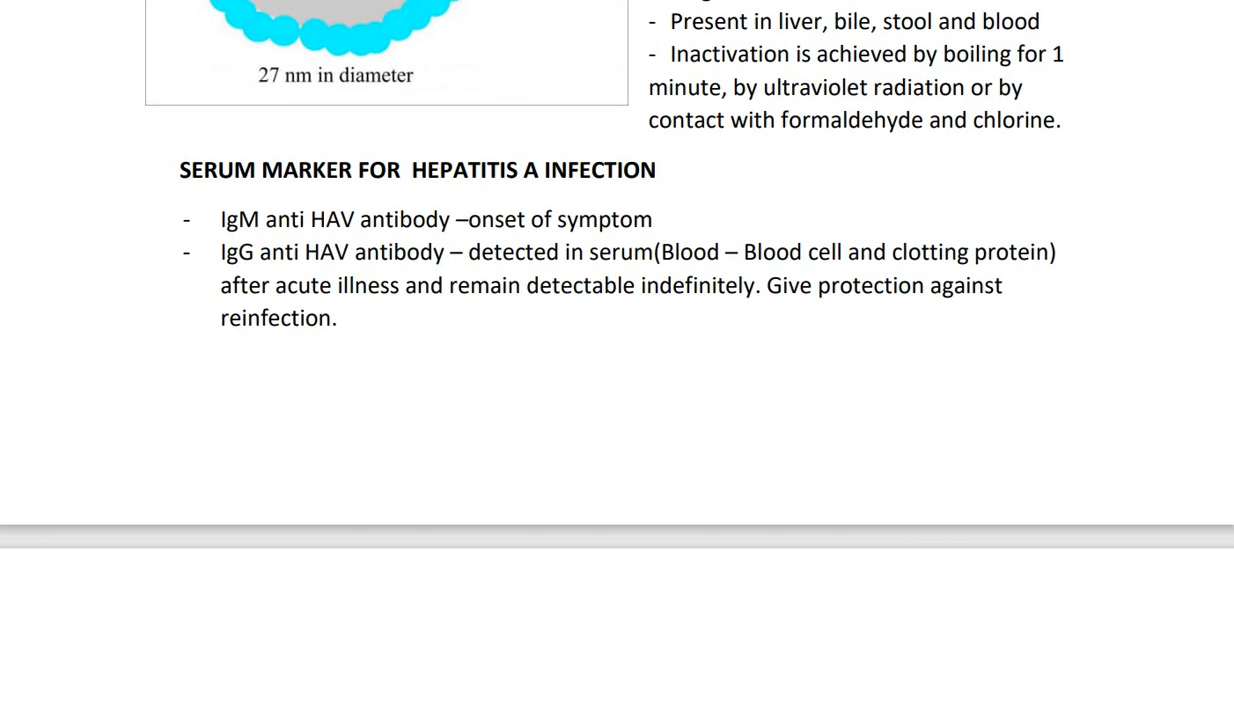 - Present in liver, bile, stool and blood
- Inactivation is achieved by boiling for 1
minute, by ultraviolet radiation or by
contact with formaldehyde and chlorine.
27 nm in diameter
SERUM MARKER FOR  HEPATITIS A INFECTION
- IgM anti HAV antibody –onset of symptom
- IgG anti HAV antibody – detected in serum(Blood – Blood cell and clotting protein)
after acute illness and remain detectable indefinitely. Give protection against
reinfection.